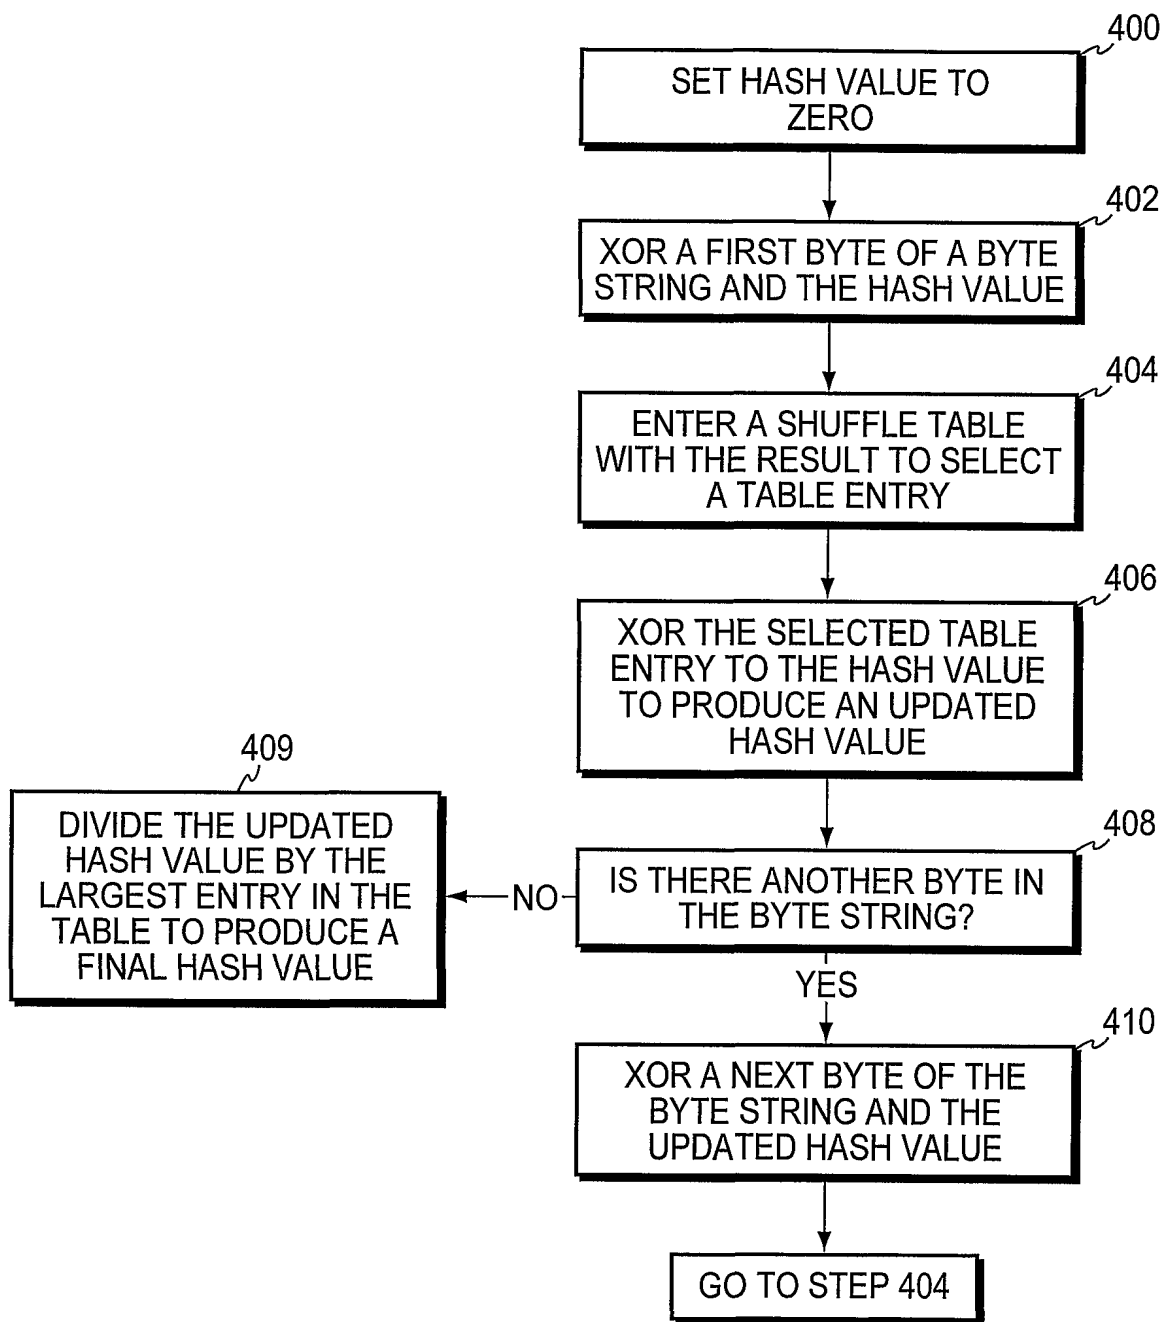 400
SET HASH VALUE TO
ZERO
402
XOR A FIRST BYTE OF A BYTE
STRING AND THE HASH VALUE
404
ENTER A SHUFFLE TABLE
WITH THE RESULT TO SELECT
A TABLE ENTRY
406
XOR THE SELECTED TABLE
ENTRY TO THE HASH VALUE
TO PRODUCE AN UPDATED
HASH VALUE
408
IS THERE ANOTHER BYTE IN
THE BYTE STRING?
NO
409
DIVIDE THE UPDATED
HASH VALUE BY THE
LARGEST ENTRY IN THE
TABLE TO PRODUCE A
FINAL HASH VALUE
YES
410
XOR A NEXT BYTE OF THE
BYTE STRING AND THE
UPDATED HASH VALUE
GO TO STEP 404